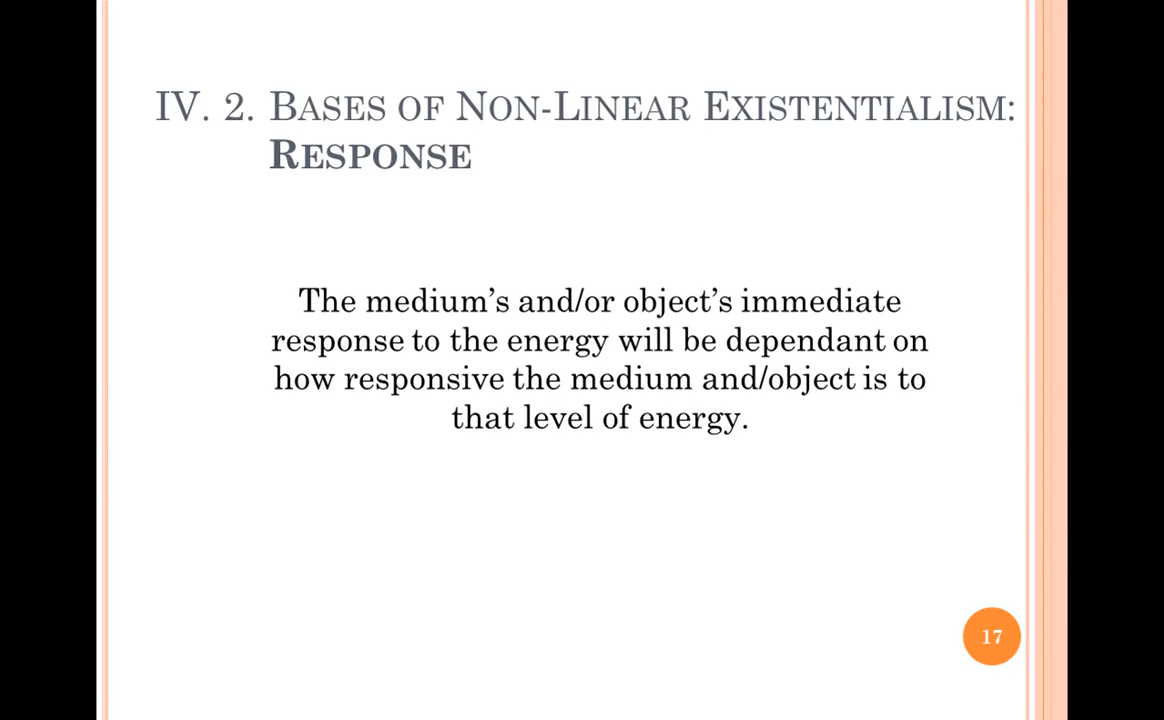 IV. 2. BASES OF NON-LINEAR EXISTENTIALISM:
RESPONSE
The medium’s and/or object’s immediate
response to the energy will be dependant on
how responsive the medium and/object is to
that level of energy.
17